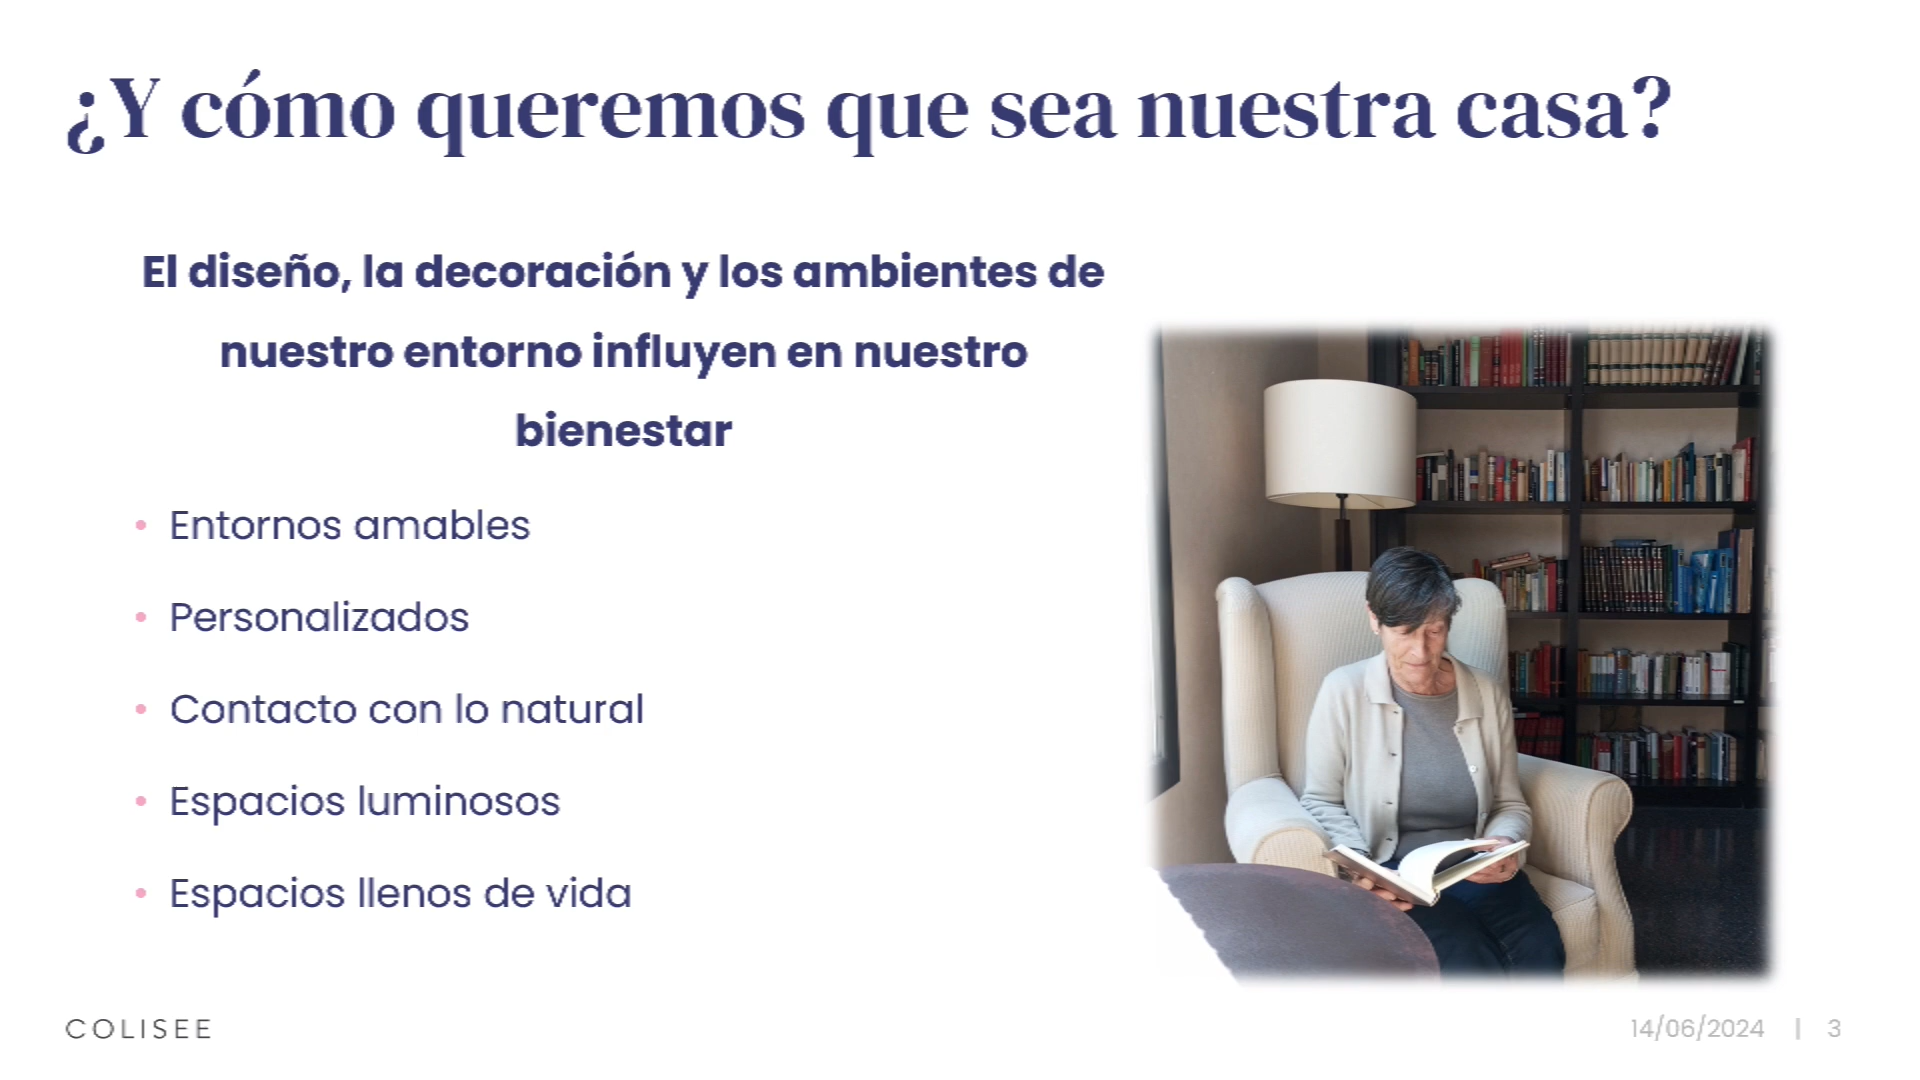 ¿Y cómo queremos que sea nuestra casa?
El diseño, la decoración y los ambientes de
nuestro entorno influyen en nuestro
bienestar
• Entornos amables
• Personalizados
• Contacto con lo natural
• Espacios luminosos
• Espacios llenos de vida
COLISEE
14/06/2024 | 3